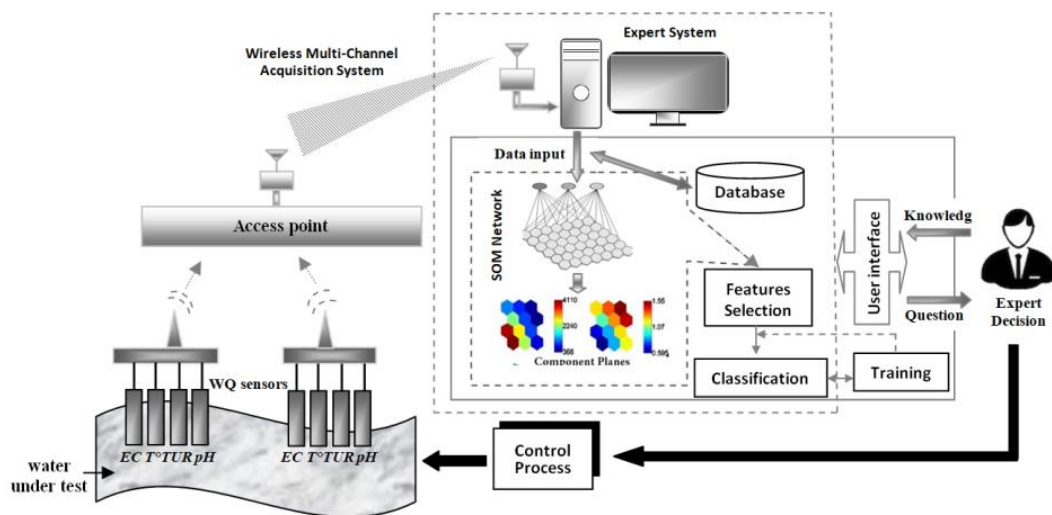 Expert System
Wireless Multi-Channel
Acquisition System
Data input
Database
SOM Network
Access point
Knowledg
User interface
Features
Selection
Question
Expert
Decision
4110
2240
368
1.55
1.07
Component Planes
Classification
Training
WQ sensors
EC T° TUR pH
EC T° TUR pH
Control
Process
water
under test